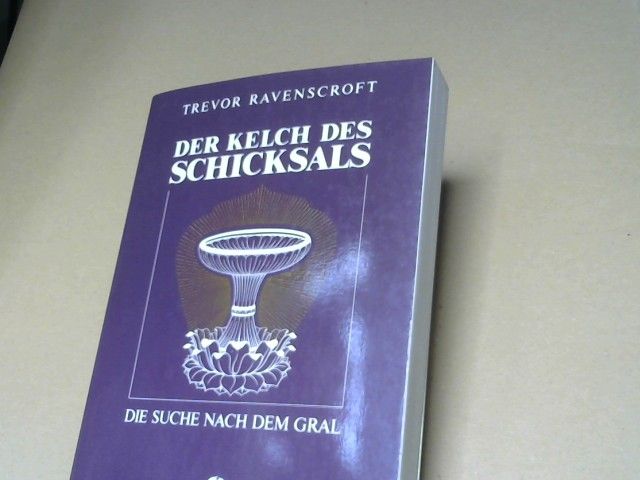 TREVOR RAVENSCROFT
DER KELCH DES
SCHICKSALS
DIE SUCHE NACH DEM GRAL